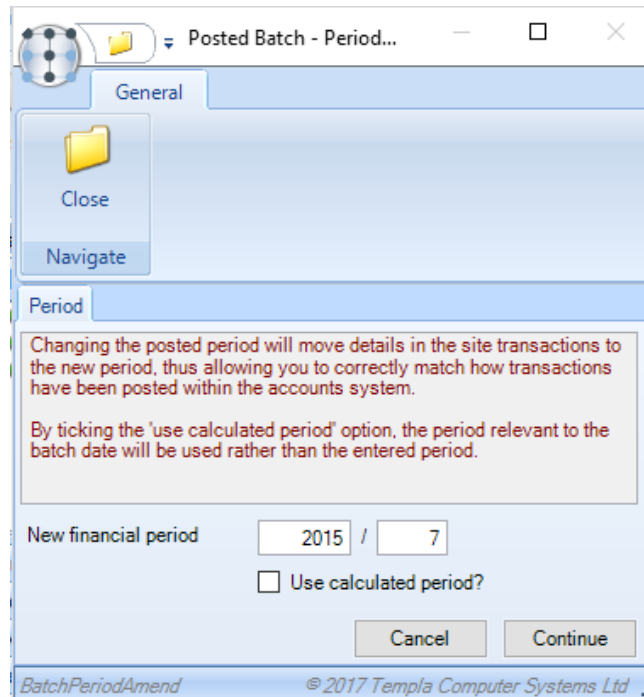 Posted Batch - Period...
General
Close
Navigate
Period
Changing the posted period will move details in the site transactions to
the new period, thus allowing you to correctly match how transactions
have been posted within the accounts system.
By ticking the 'use calculated period' option, the period relevant to the
batch date will be used rather than the entered period.
New financial period 2015 / 7
Use calculated period?
Cancel Continue
BatchPeriodAmend © 2017 Templa Computer Systems Ltd